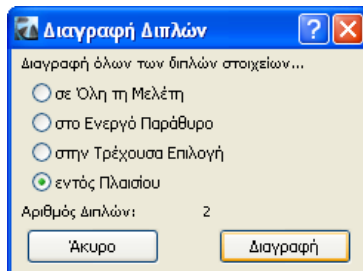 Διαγραφή Διπλών
Διαγραφή όλων των διπλών στοιχείων...
σε Όλη τη Μελέτη
στο Ενεργό Παράθυρο
στην Τρέχουσα Επιλογή
εντός Πλαισίου
Αριθμός Διπλών: 2
Άκυρο Διαγραφή